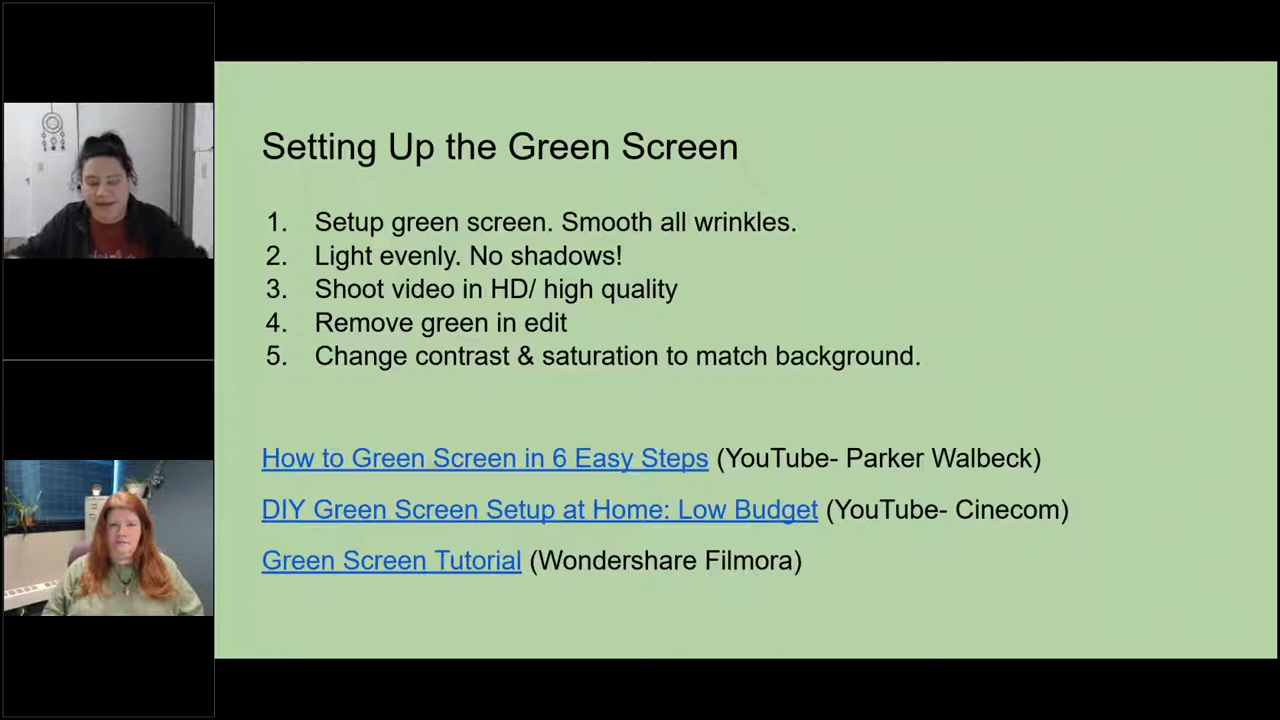 Setting Up the Green Screen
1. Setup green screen. Smooth all wrinkles.
2. Light evenly. No shadows!
3. Shoot video in HD/ high quality
4. Remove green in edit
5. Change contrast & saturation to match background.
How to Green Screen in 6 Easy Steps (YouTube- Parker Walbeck)
DIY Green Screen Setup at Home: Low Budget (YouTube- Cinecom)
Green Screen Tutorial (Wondershare Filmora)